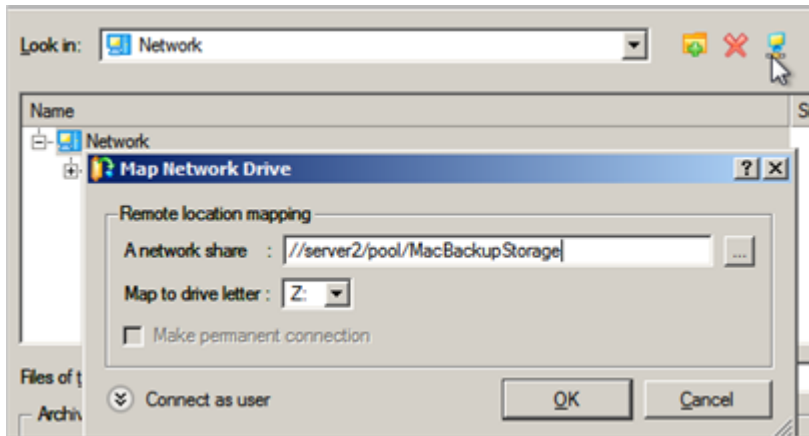 Look in: Network
Name S
Network
Map Network Drive
Remote location mapping
A network share : //server2/pool/MacBackupStorage ...
Map to drive letter : Z:
Make permanent connection
Files of t
Connect as user OK Cancel
Archiv